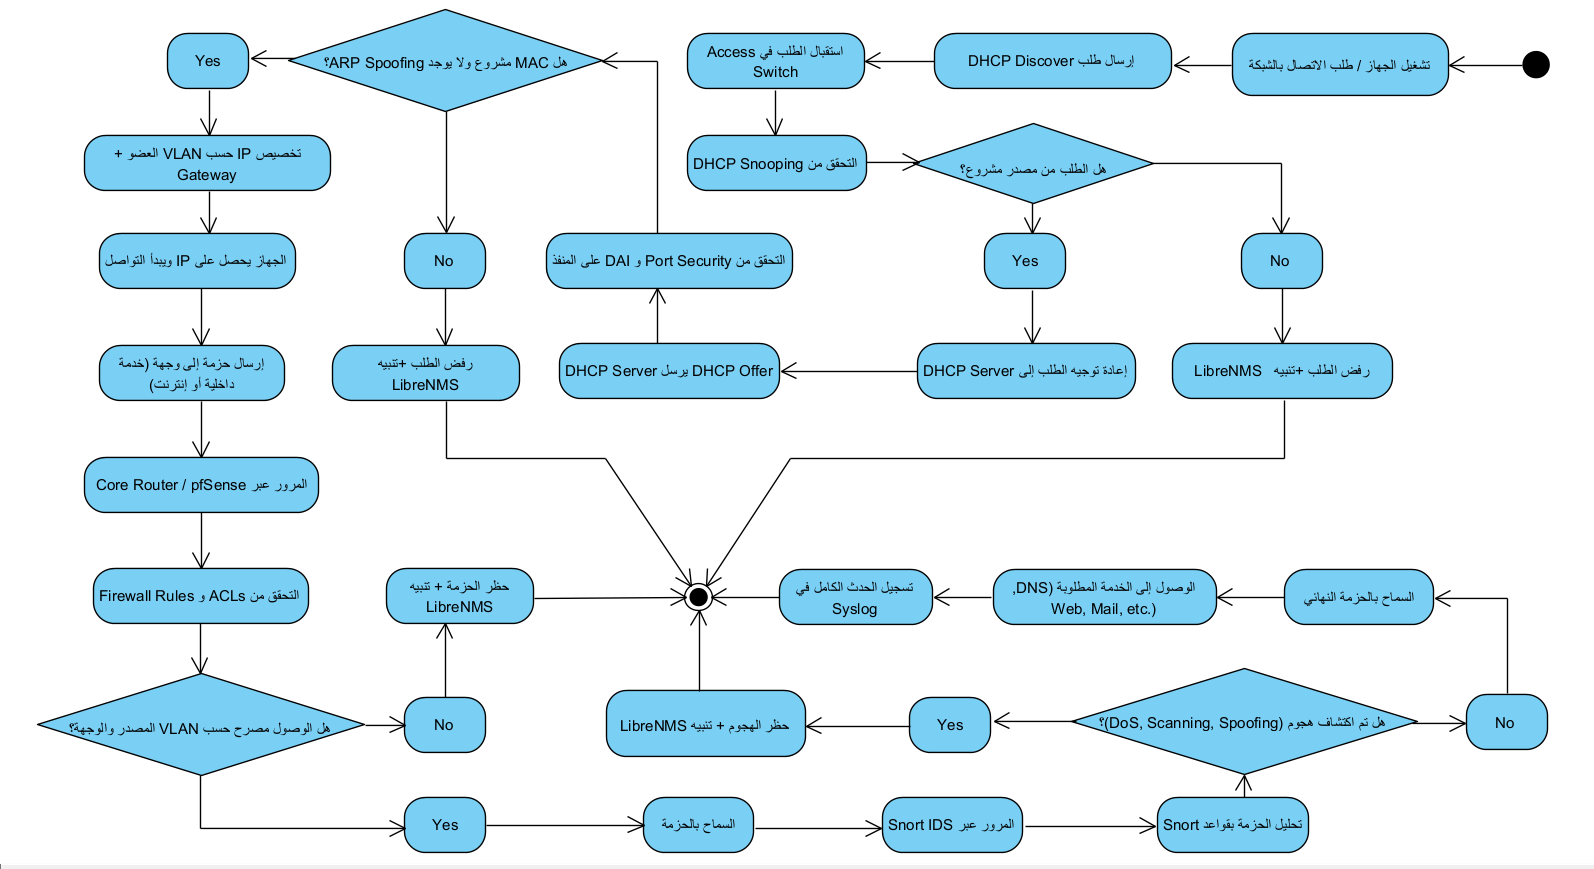 تشغيل الجهاز / طلب الاتصال بالشبكة
إرسال طلب DHCP Discover
استقبال الطلب في Access
Switch
التحقق من DHCP Snooping
هل الطلب من مصدر مشروع؟
No
رفض الطلب +تنبيه LibreNMS
Yes
إعادة توجيه الطلب إلى DHCP Server
DHCP Server يرسل DHCP Offer
التحقق من Port Security و DAI على المنفذ
هل MAC مشروع ولا يوجد ARP Spoofing؟
No
رفض الطلب +تنبيه
LibreNMS
Yes
تخصيص IP حسب VLAN العضو +
Gateway
الجهاز يحصل على IP ويبدأ التواصل
إرسال حزمة إلى وجهة (خدمة
داخلية أو إنترنت)
المرور عبر Core Router / pfSense
التحقق من ACLs و Firewall Rules
هل الوصول مصرح حسب VLAN المصدر والوجهة؟
No
حظر الحزمة + تنبيه
LibreNMS
Yes
السماح بالحزمة
المرور عبر Snort IDS
تحليل الحزمة بقواعد Snort
هل تم اكتشاف هجوم (DoS, Scanning, Spoofing)؟
Yes
حظر الهجوم + تنبيه LibreNMS
No
السماح بالحزمة النهائي
الوصول إلى الخدمة المطلوبة (DNS,
Web, Mail, etc.)
تسجيل الحدث الكامل في
Syslog